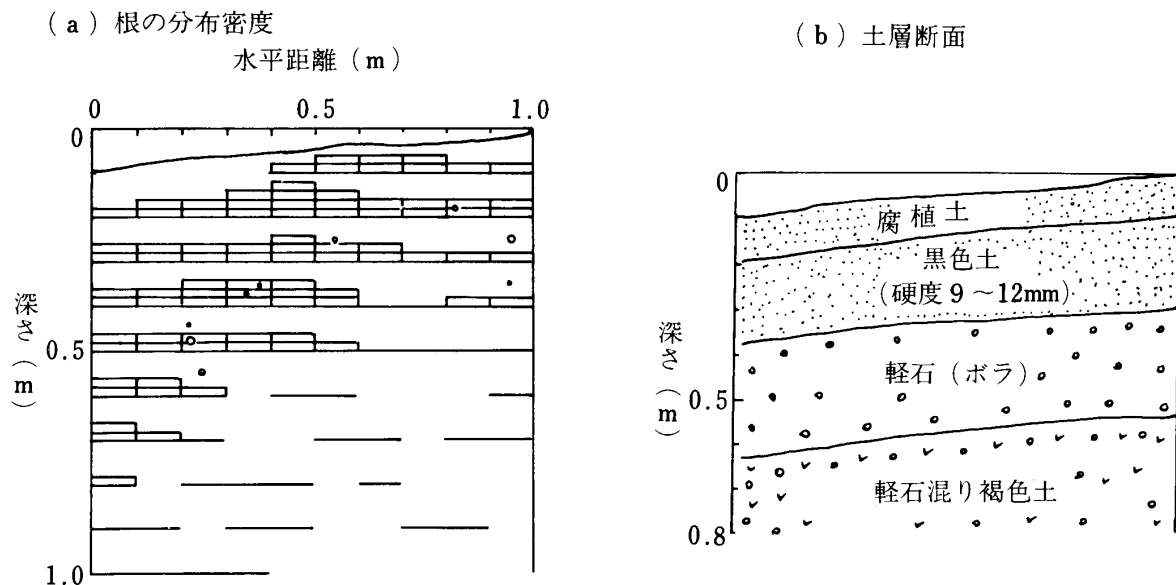 (a) 根の分布密度
水平距離 (m)
0 0.5 1.0
0
深さ (m)
0.5
1.0
(b) 土層断面
0
腐植土
黒色土
(硬度9～12mm)
深さ (m)
軽石 (ボラ)
0.5
軽石混り褐色土
0.8